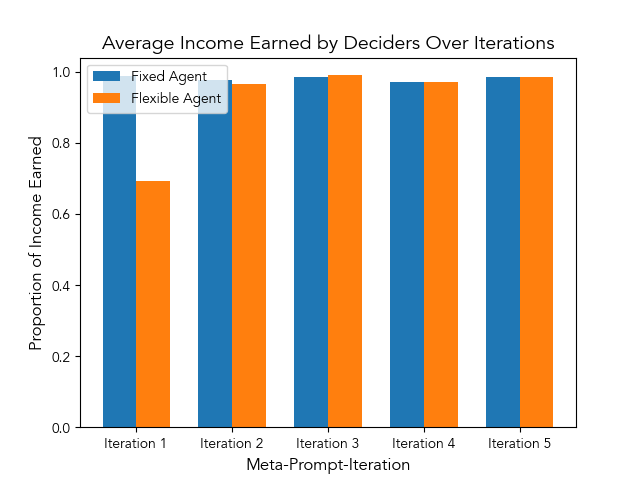 Average Income Earned by Deciders Over Iterations
Fixed Agent
Flexible Agent
Proportion of Income Earned
1.0
0.8
0.6
0.4
0.2
0.0
Iteration 1
Iteration 2
Iteration 3
Iteration 4
Iteration 5
Meta-Prompt-Iteration